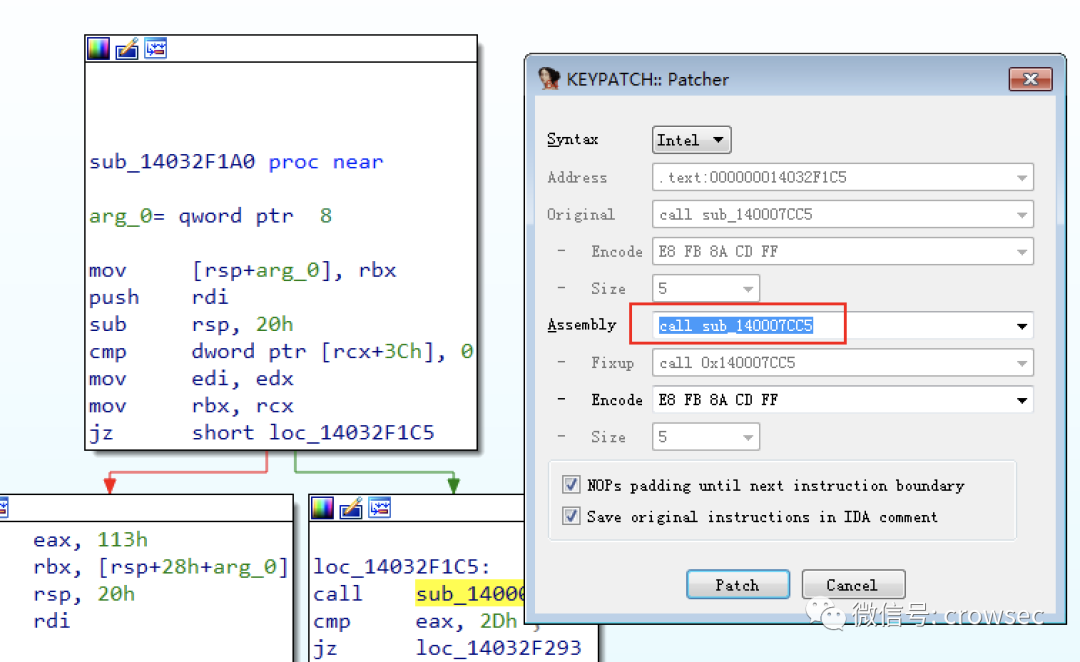 sub_14032F1A0 proc near
arg_0= qword ptr 8
mov [rsp+arg_0], rbx
push rdi
sub rsp, 20h
cmp dword ptr [rcx+3Ch], 0
mov edi, edx
mov rbx, rcx
jz short loc_14032F1C5
eax, 113h
rbx, [rsp+28h+arg_0]
rsp, 20h
rdi
loc_14032F1C5:
call sub_1400
cmp eax, 2Dh ;
jz loc_14032F293
KEYPATCH:: Patcher
Syntax Intel
Address .text:000000014032F1C5
Original call sub_140007CC5
- Encode E8 FB 8A CD FF
- Size 5
Assembly call sub_140007CC5
- Fixup call 0x140007CC5
- Encode E8 FB 8A CD FF
- Size 5
NOPs padding until next instruction boundary
Save original instructions in IDA comment
Patch Cancel
微信号: crowsec